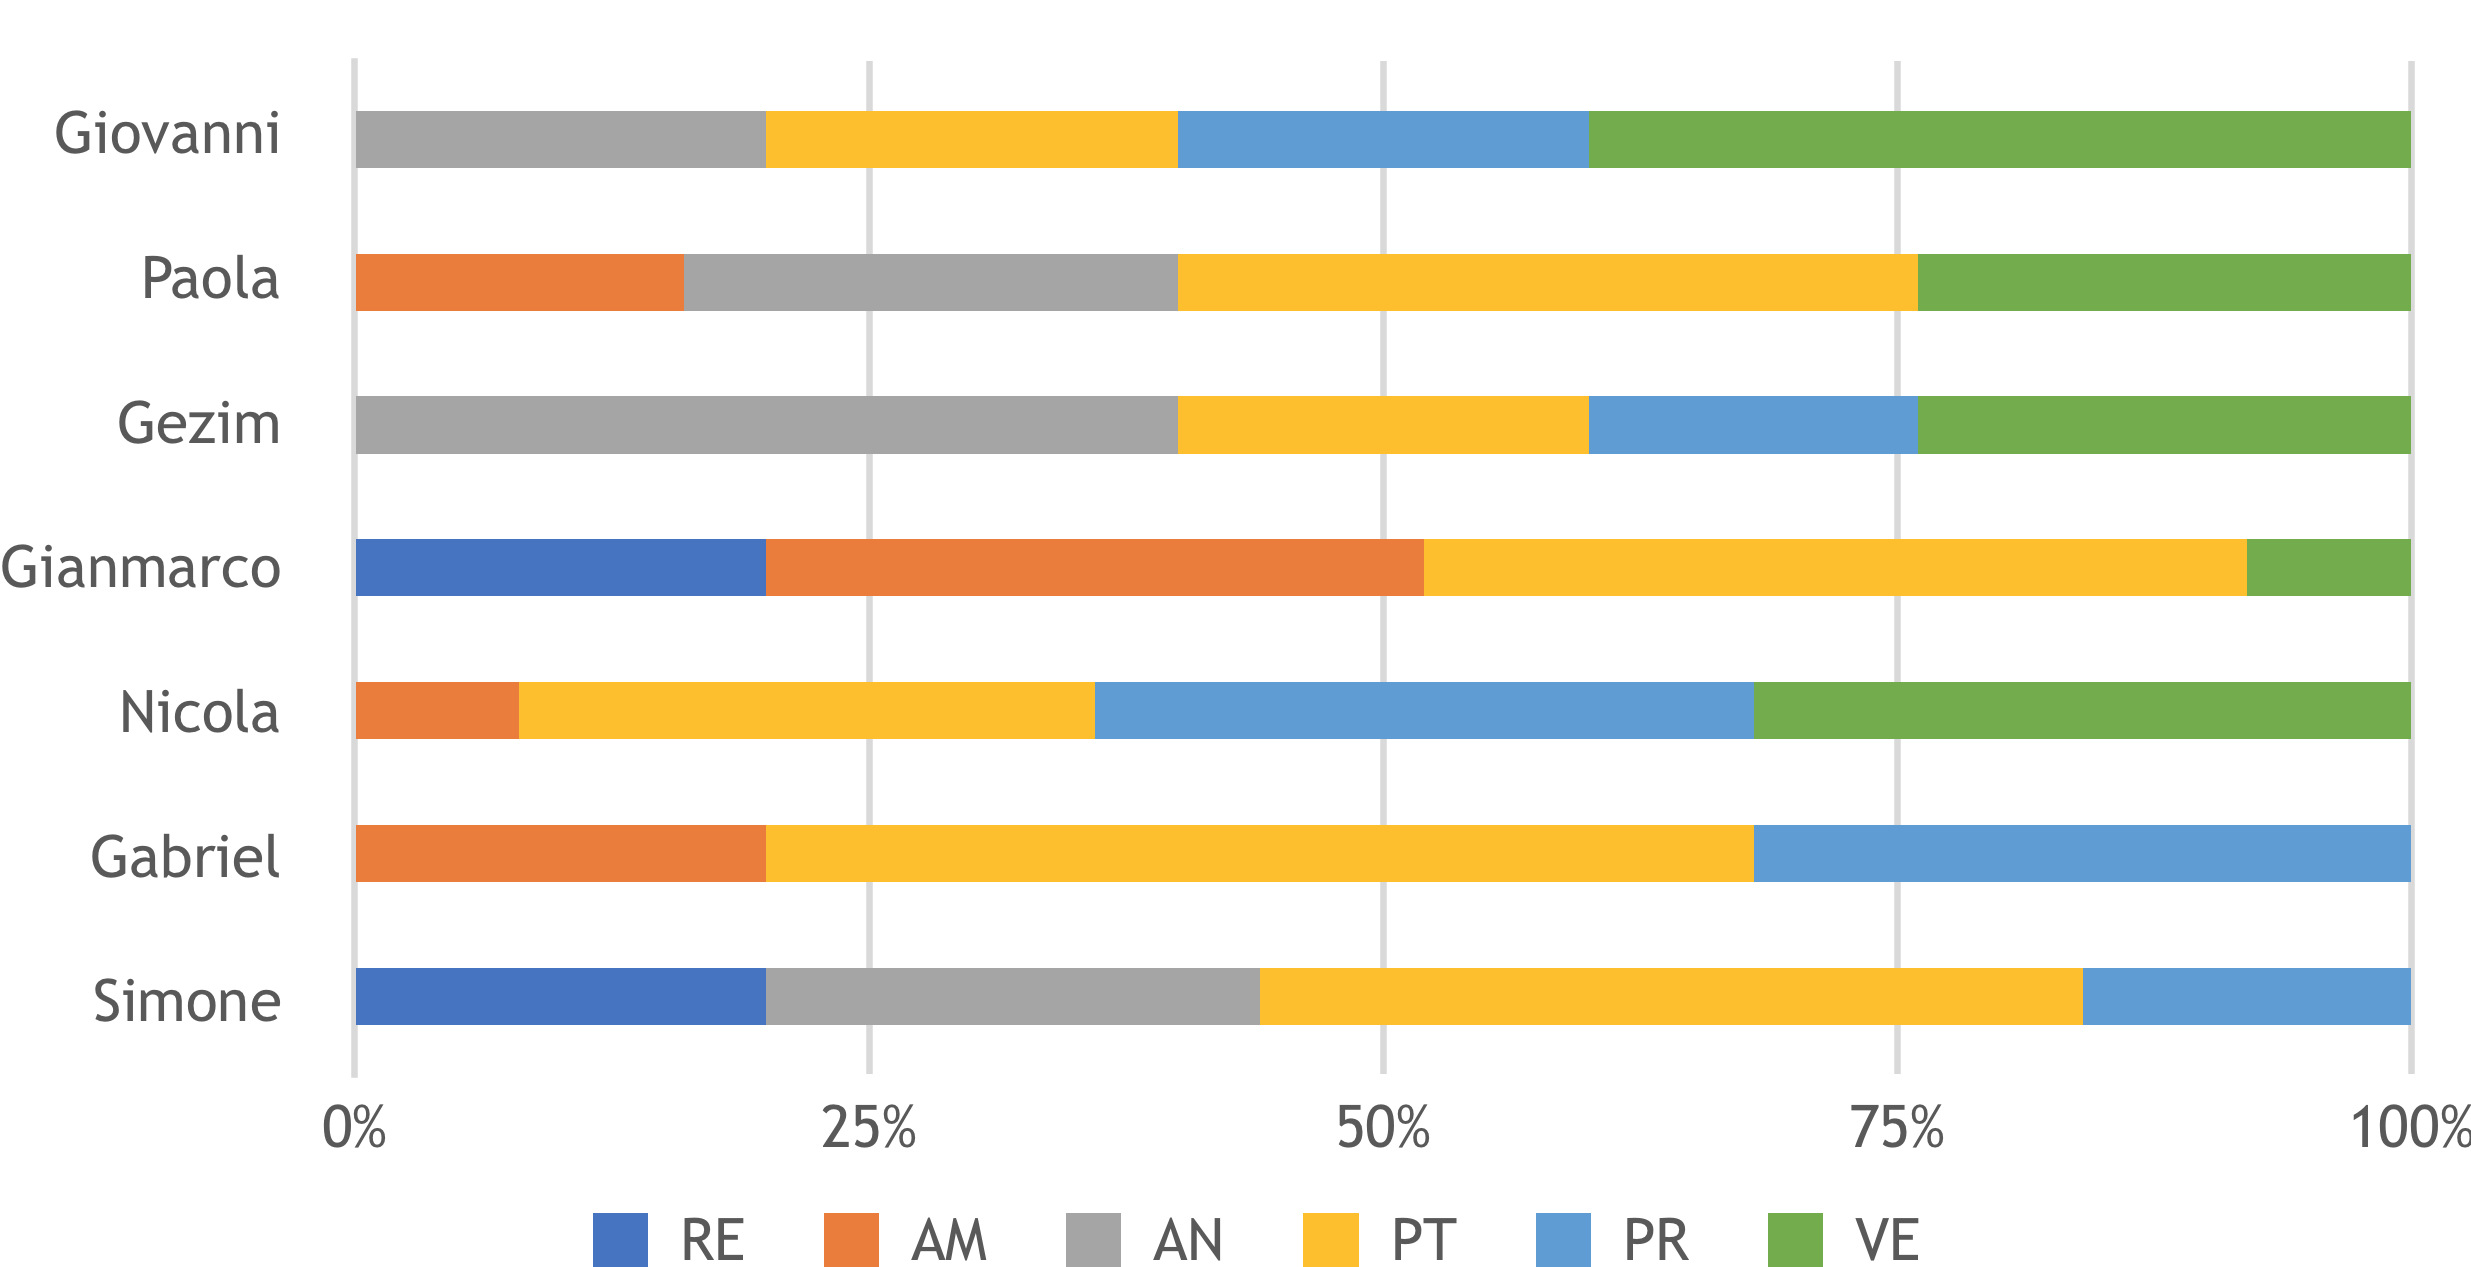 Giovanni
Paola
Gezim
Gianmarco
Nicola
Gabriel
Simone
0% 25% 50% 75% 100%
RE AM AN PT PR VE